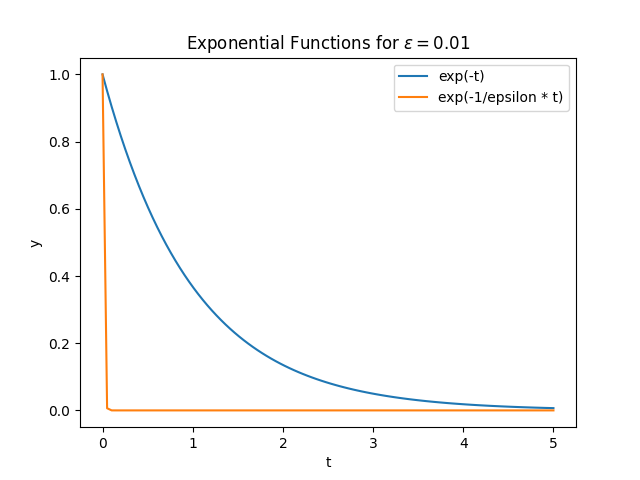 Exponential Functions for ε = 0.01
exp(-t)
exp(-1/epsilon * t)
1.0
0.8
0.6
0.4
0.2
0.0
y
0 1 2 3 4 5
t